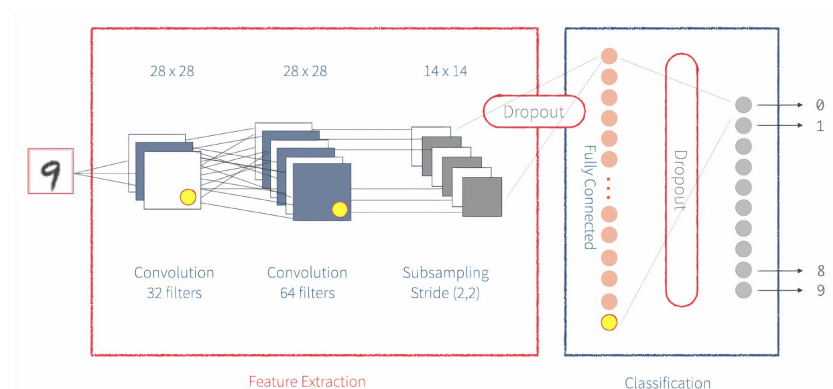 28 x 28
28 x 28
14 x 14
9
Dropout
Fully Connected
Dropout
0
1
8
9
Convolution
32 filters
Convolution
64 filters
Subsampling
Stride (2,2)
Feature Extraction
Classification